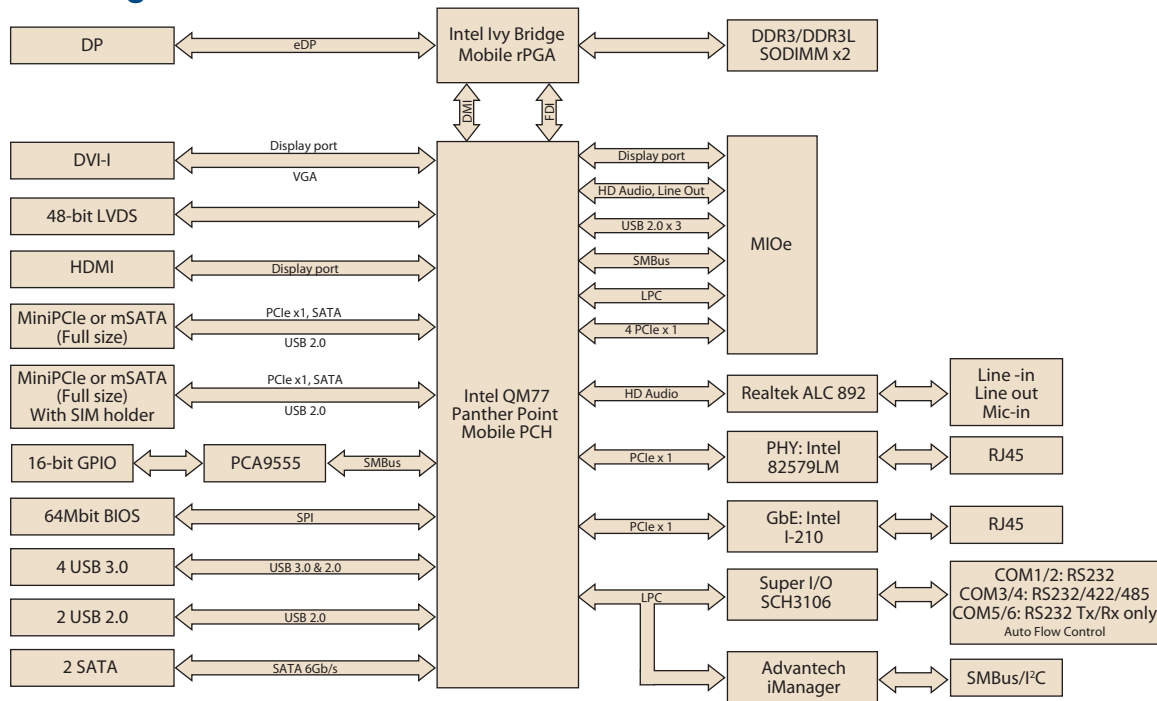 DP
eDP
Intel Ivy Bridge
Mobile rPGA
DDR3/DDR3L
SODIMM x2
DMI
FDI
DVI-I
Display port
VGA
48-bit LVDS
HDMI
Display port
MiniPCIe or mSATA
(Full size)
PCIe x1, SATA
USB 2.0
MiniPCIe or mSATA
(Full size)
With SIM holder
PCIe x1, SATA
USB 2.0
16-bit GPIO
PCA9555
SMBus
64Mbit BIOS
SPI
4 USB 3.0
USB 3.0 & 2.0
2 USB 2.0
USB 2.0
2 SATA
SATA 6Gb/s
Intel QM77
Panther Point
Mobile PCH
Display port
HD Audio, Line Out
USB 2.0 x 3
SMBus
LPC
4 PCIe x 1
MIOe
HD Audio
Realtek ALC 892
Line -in
Line out
Mic-in
PCIe x 1
PHY: Intel
82579LM
RJ45
PCIe x 1
GbE: Intel
I-210
RJ45
LPC
Super I/O
SCH3106
COM1/2: RS232
COM3/4: RS232/422/485
COM5/6: RS232 Tx/Rx only
Auto Flow Control
Advantech
iManager
SMBus/I²C